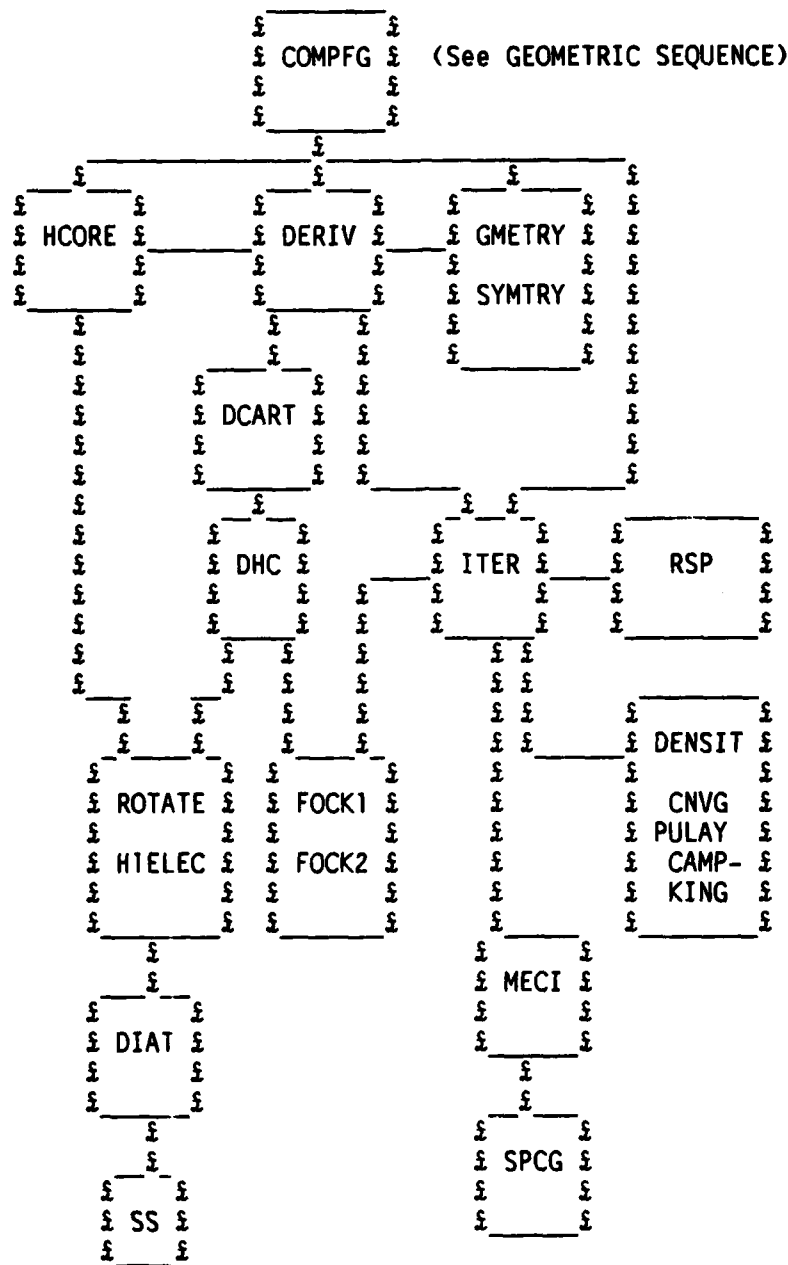 COMPFG (See GEOMETRIC SEQUENCE)
HCORE DERIV GMETRY
SYMTRY
DCART
DHC ITER RSP
DENSIT
ROTATE FOCK1 CNVG
PULAY
H1ELEC FOCK2 CAMP-
KING
MECI
DIAT
SPCG
SS